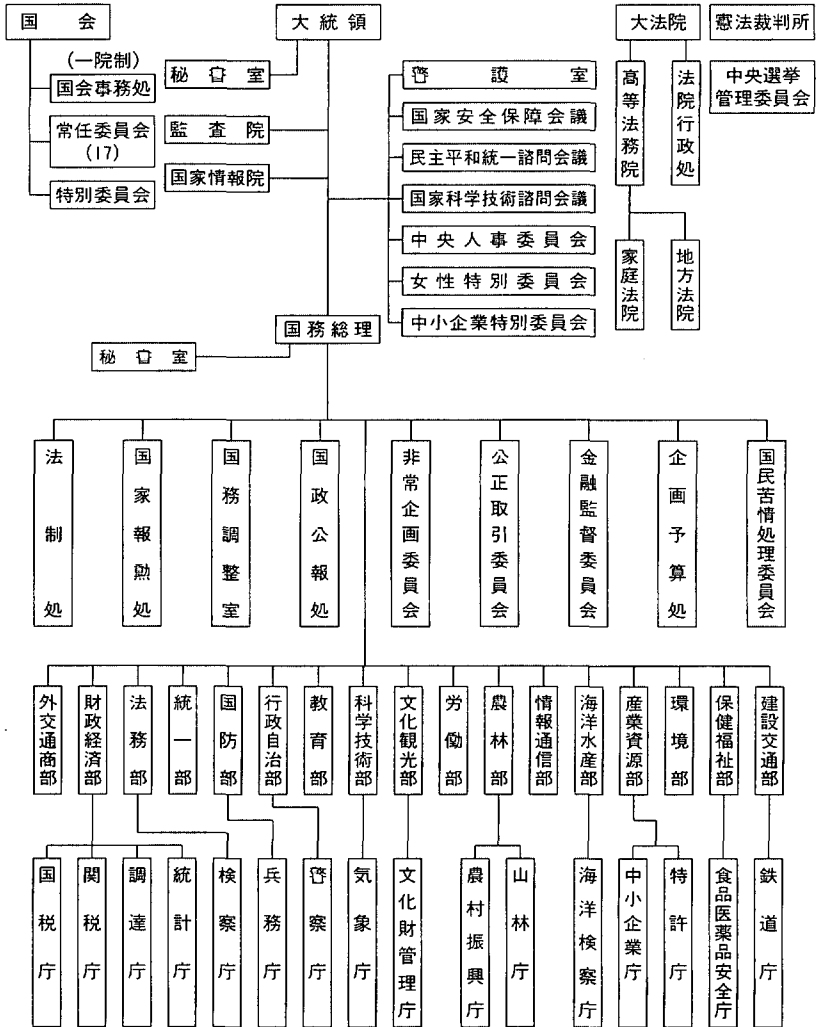 国会
(一院制)
国会事務処
常任委員会
(17)
特別委員会
大統領
秘書室
監査院
国家情報院
警護室
国家安全保障会議
民主平和統一諮問会議
国家科学技術諮問会議
中央人事委員会
女性特別委員会
中小企業特別委員会
国務総理
秘書室
大法院
高等法務院
法院行政処
家庭法院
地方法院
憲法裁判所
中央選挙
管理委員会
法制処
国家報勲処
国務調整室
国政公報処
非常企画委員会
公正取引委員会
金融監督委員会
企画予算処
国民苦情処理委員会
外交通商部
財政経済部
法務部
統一部
国防部
行政自治部
教育部
科学技術部
文化観光部
労働部
農林部
情報通信部
海洋水産部
産業資源部
環境部
保健福祉部
建設交通部
国税庁
関税庁
調達庁
統計庁
検察庁
兵務庁
警察庁
気象庁
文化財管理庁
農村振興庁
山林庁
海洋検察庁
中小企業庁
特許庁
食品医薬品安全庁
鉄道庁